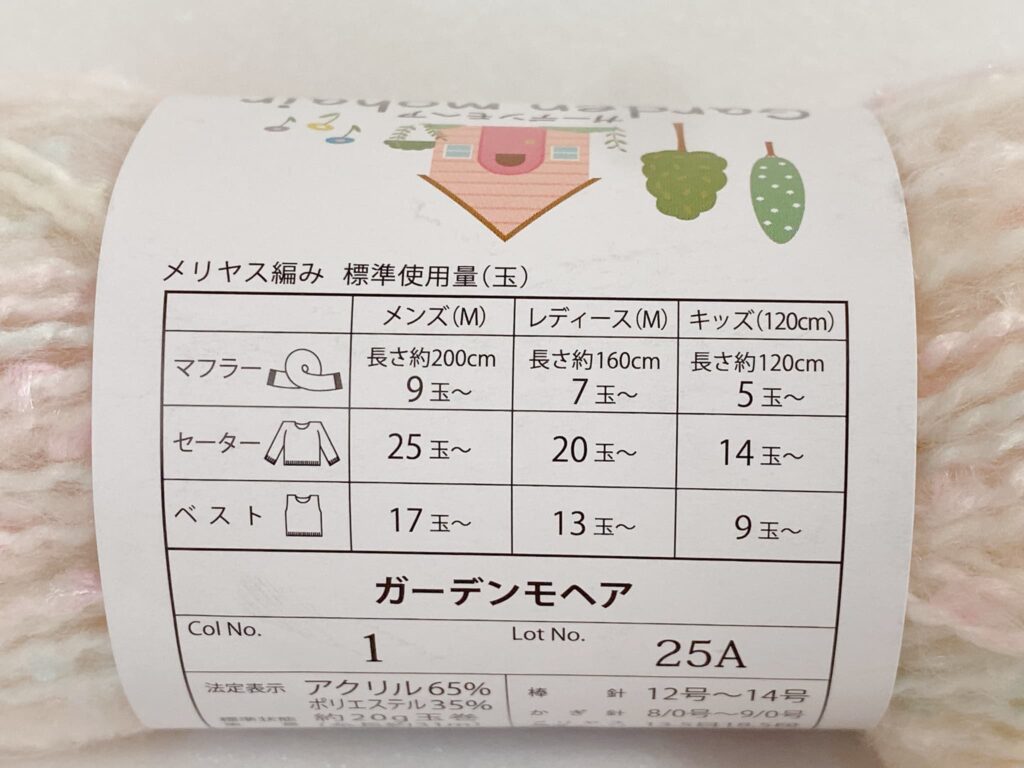 Garden mohair
ガーデンモヘア
メリヤス編み 標準使用量(玉)
メンズ(M) レディース(M) キッズ(120cm)
マフラー 長さ約200cm 9玉〜 長さ約160cm 7玉〜 長さ約120cm 5玉〜
セーター 25玉〜 20玉〜 14玉〜
ベスト 17玉〜 13玉〜 9玉〜
ガーデンモヘア
Col No. 1 Lot No. 25A
法定表示 アクリル65%
ポリエステル35%
棒針 12号〜14号
標準状態 約20g玉巻
かぎ針 8/0号〜9/0号